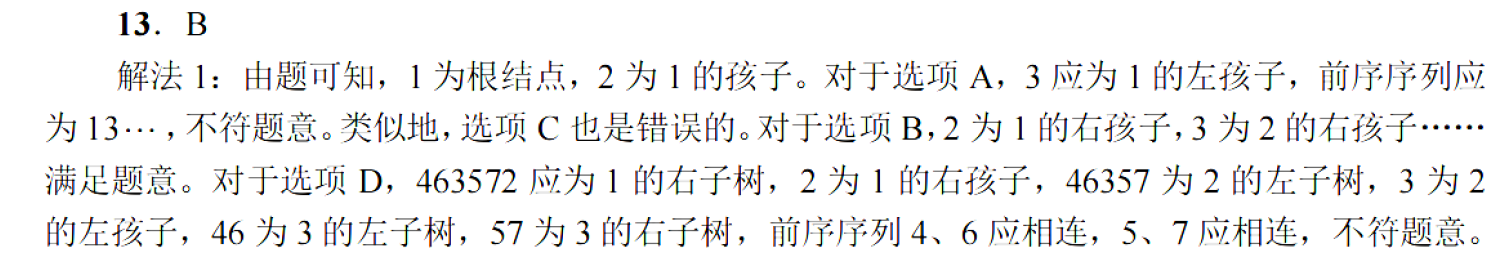 13. B
解法 1：由题可知，1 为根结点，2 为 1 的孩子。对于选项 A，3 应为 1 的左孩子，前序序列应
为 13…，不符题意。类似地，选项 C 也是错误的。对于选项 B，2 为 1 的右孩子，3 为 2 的右孩子……
满足题意。对于选项 D，463572 应为 1 的右子树，2 为 1 的右孩子，46357 为 2 的左子树，3 为 2
的左孩子，46 为 3 的左子树，57 为 3 的右子树，前序序列 4、6 应相连，5、7 应相连，不符题意。